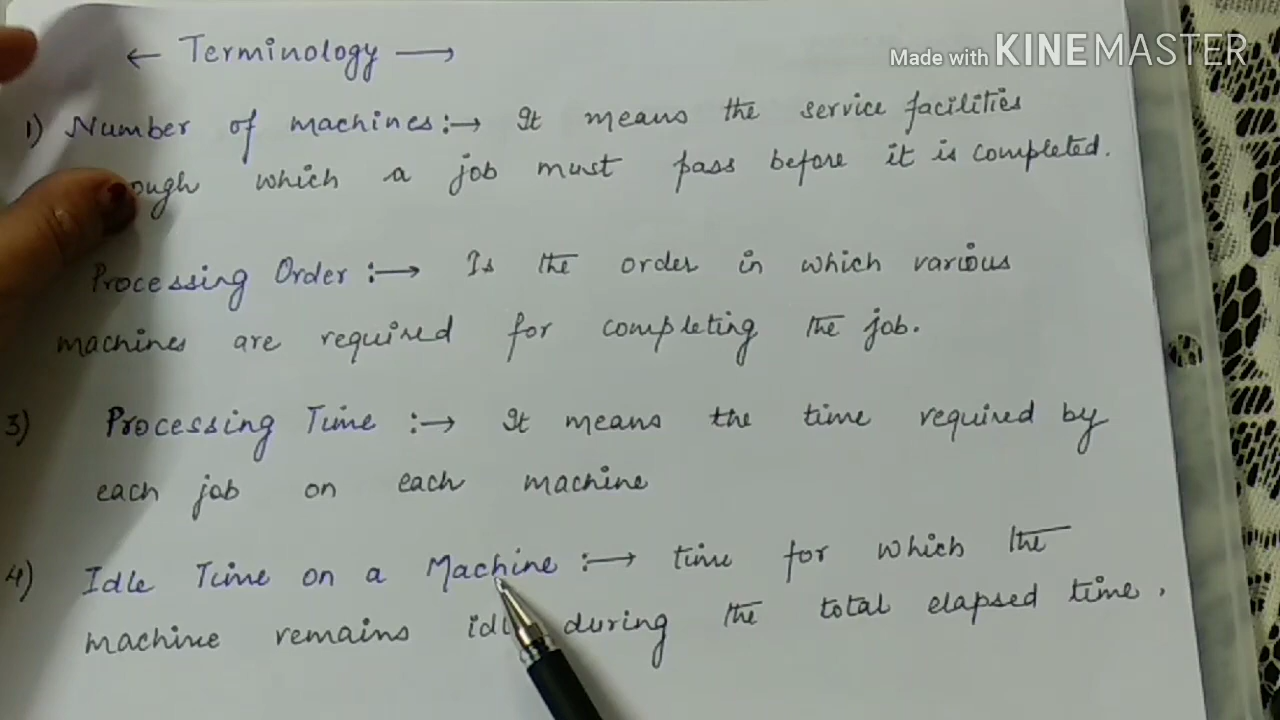 ← Terminology →
Made with KINEMASTER
1) Number of machines:→ It means the service facilities
ough which a job must pass before it is completed.
Processing Order :→ Is the order in which various
machines are required for completing the job.
3) Processing Time :→ It means the time required by
each job on each machine
4) Idle Time on a Machine :→ time for which the
machine remains idl during the total elapsed time.